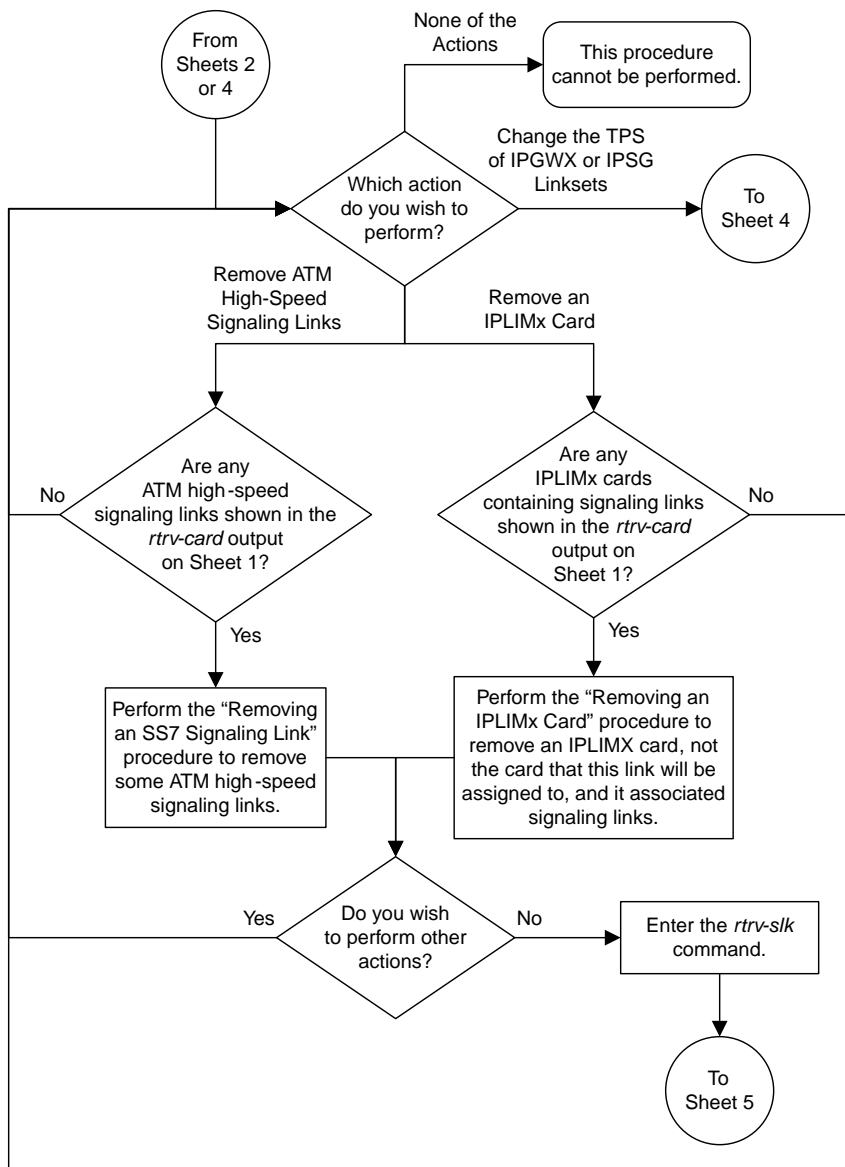 From
Sheets 2
or 4
None of the
Actions
This procedure
cannot be performed.
Which action
do you wish to
perform?
Change the TPS
of IPGWX or IPSG
Linksets
To
Sheet 4
Remove ATM
High-Speed
Signaling Links
Remove an
IPLIMx Card
Are any
ATM high-speed
signaling links shown in the
rtrv-card output
on Sheet 1?
No
Are any
IPLIMx cards
containing signaling links
shown in the rtrv-card
output on
Sheet 1?
No
Yes
Yes
Perform the “Removing
an SS7 Signaling Link”
procedure to remove
some ATM high-speed
signaling links.
Perform the “Removing an
IPLIMx Card” procedure to
remove an IPLIMX card, not
the card that this link will be
assigned to, and it associated
signaling links.
Yes
Do you wish
to perform other
actions?
No
Enter the rtrv-slk
command.
To
Sheet 5